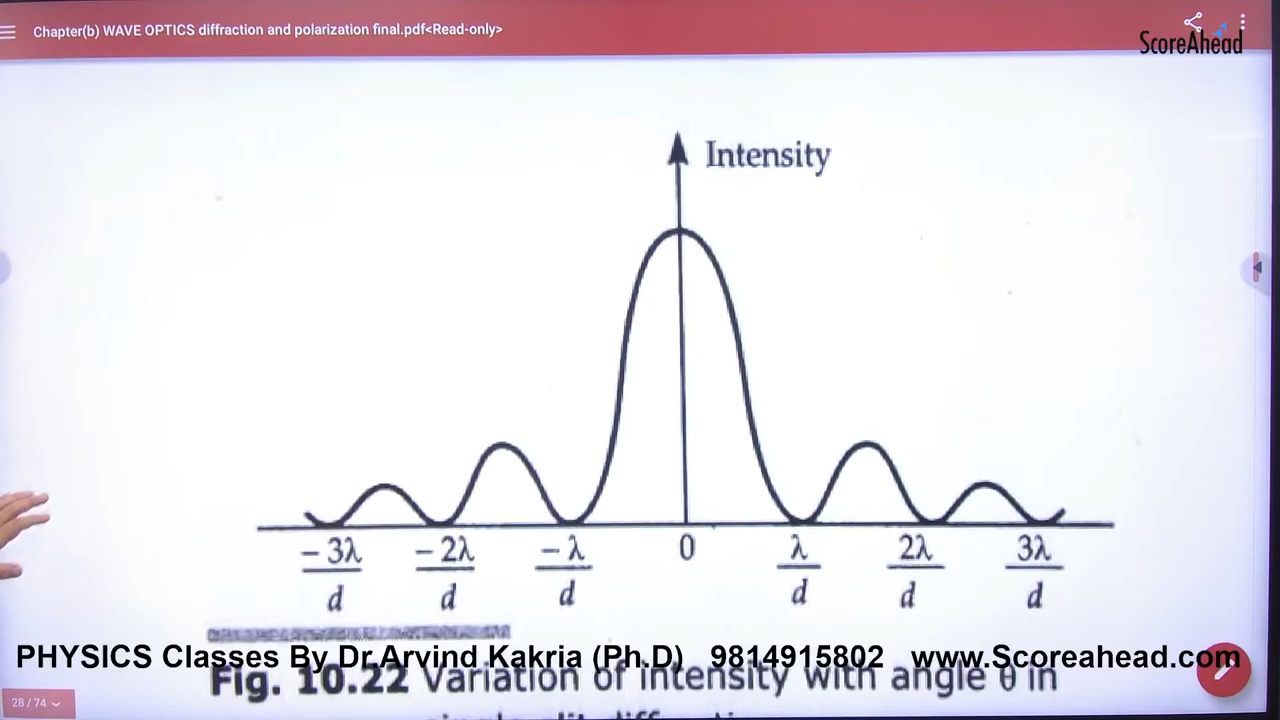 Chapter(b) WAVE OPTICS diffraction and polarization final.pdf<Read-only>
ScoreAhead
Intensity
−3λ/d −2λ/d −λ/d 0 λ/d 2λ/d 3λ/d
PHYSICS Classes By Dr.Arvind Kakria (Ph.D) 9814915802 www.Scoreahead.com
Fig. 10.22 Variation of intensity with angle θ in
28 / 74